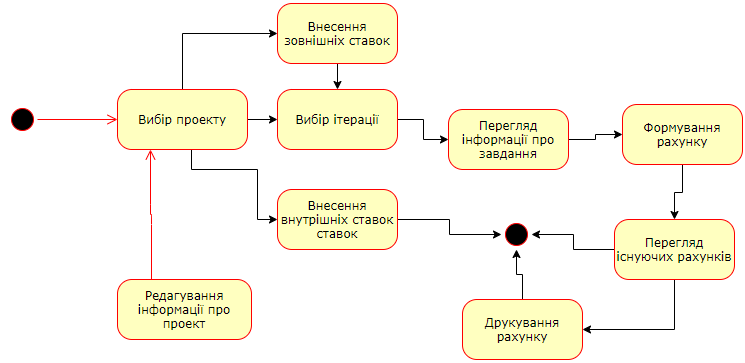 Внесення
зовнішніх ставок
Вибір проекту
Вибір ітерації
Перегляд
інформації про
завдання
Формування
рахунку
Внесення
внутрішніх ставок
ставок
Перегляд
існуючих рахунків
Редагування
інформації про
проект
Друкування
рахунку